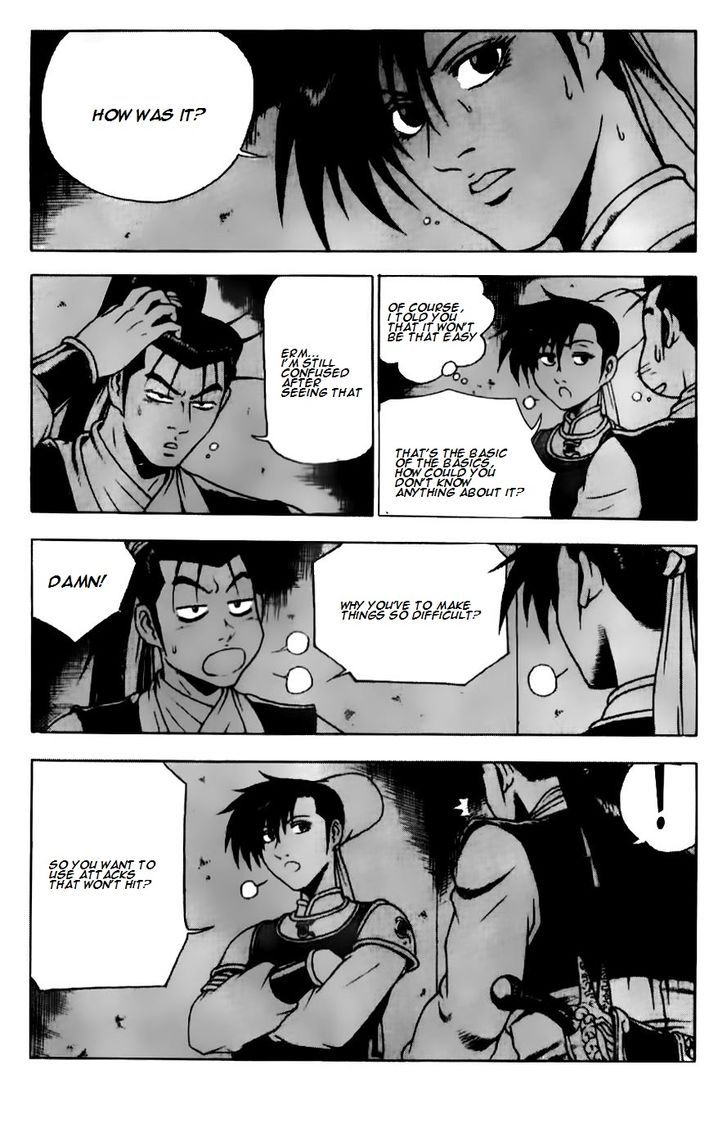 HOW WAS IT?
ERM...
I'M STILL
CONFUSED
AFTER
SEEING THAT
OF COURSE,
I TOLD YOU
THAT IT WON'T
BE THAT EASY
THAT'S THE BASIC
OF THE BASICS,
HOW COULD YOU
DON'T KNOW
ANYTHING ABOUT IT?
DAMN!
WHY YOU'VE TO MAKE
THINGS SO DIFFICULT?
SO YOU WANT TO
USE ATTACKS
THAT WON'T HIT?
!